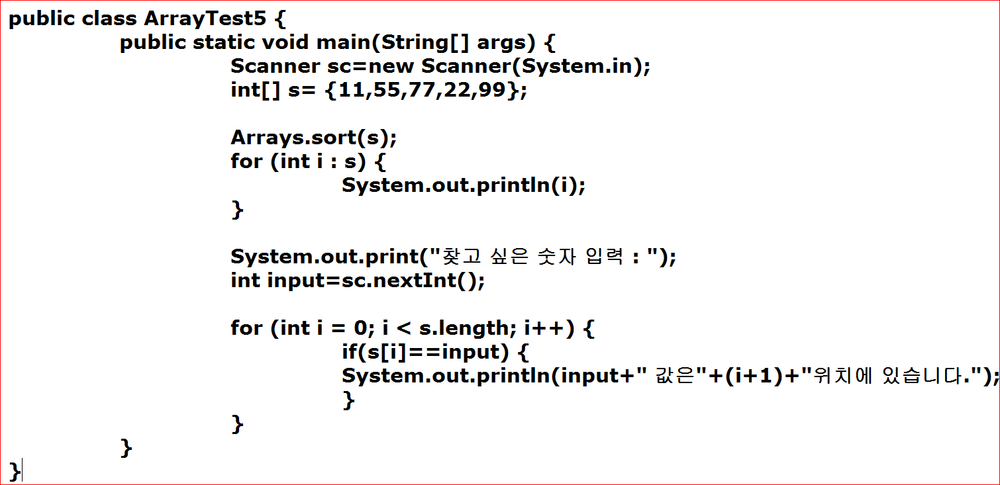 public class ArrayTest5 {
public static void main(String[] args) {
Scanner sc=new Scanner(System.in);
int[] s= {11,55,77,22,99};
Arrays.sort(s);
for (int i : s) {
System.out.println(i);
}
System.out.print("찾고 싶은 숫자 입력 : ");
int input=sc.nextInt();
for (int i = 0; i < s.length; i++) {
if(s[i]==input) {
System.out.println(input+" 값은"+(i+1)+"위치에 있습니다.");
}
}
}
}